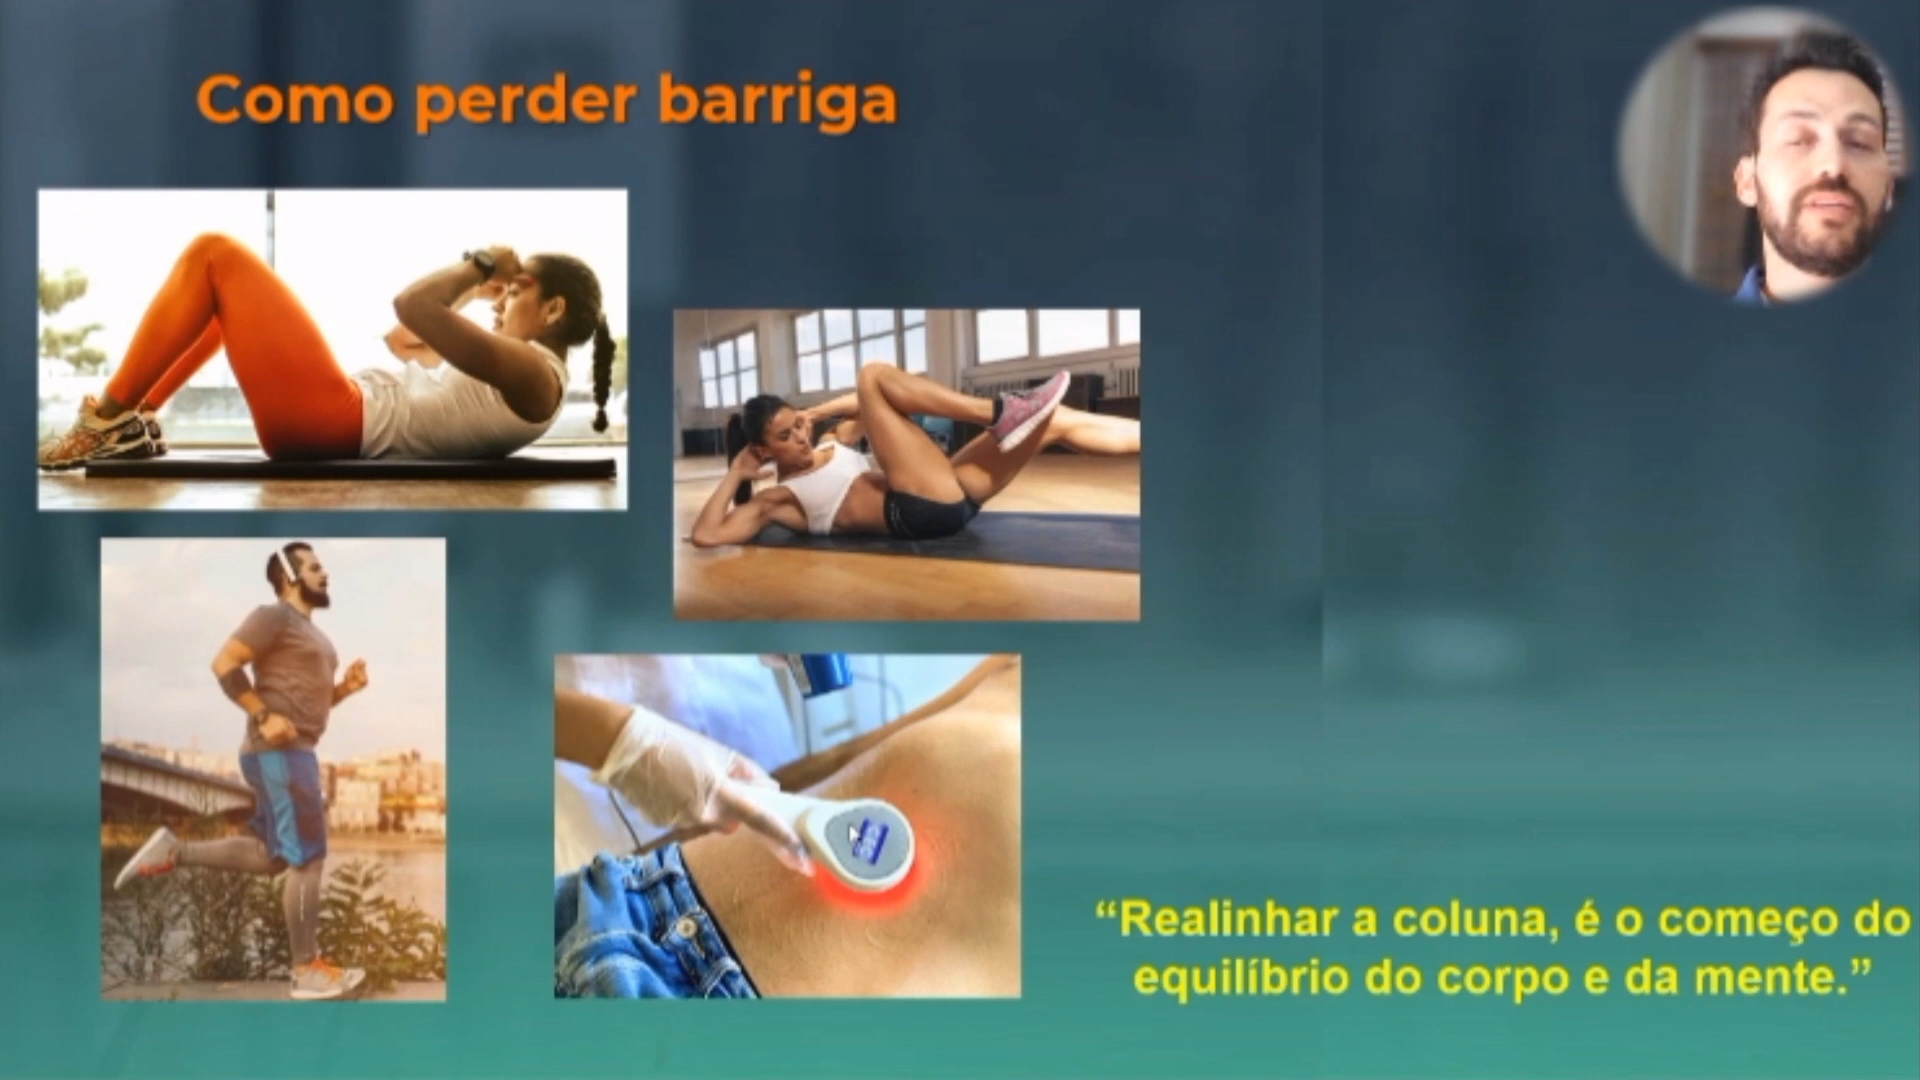 Como perder barriga
“Realinhar a coluna, é o começo do
equilíbrio do corpo e da mente.”